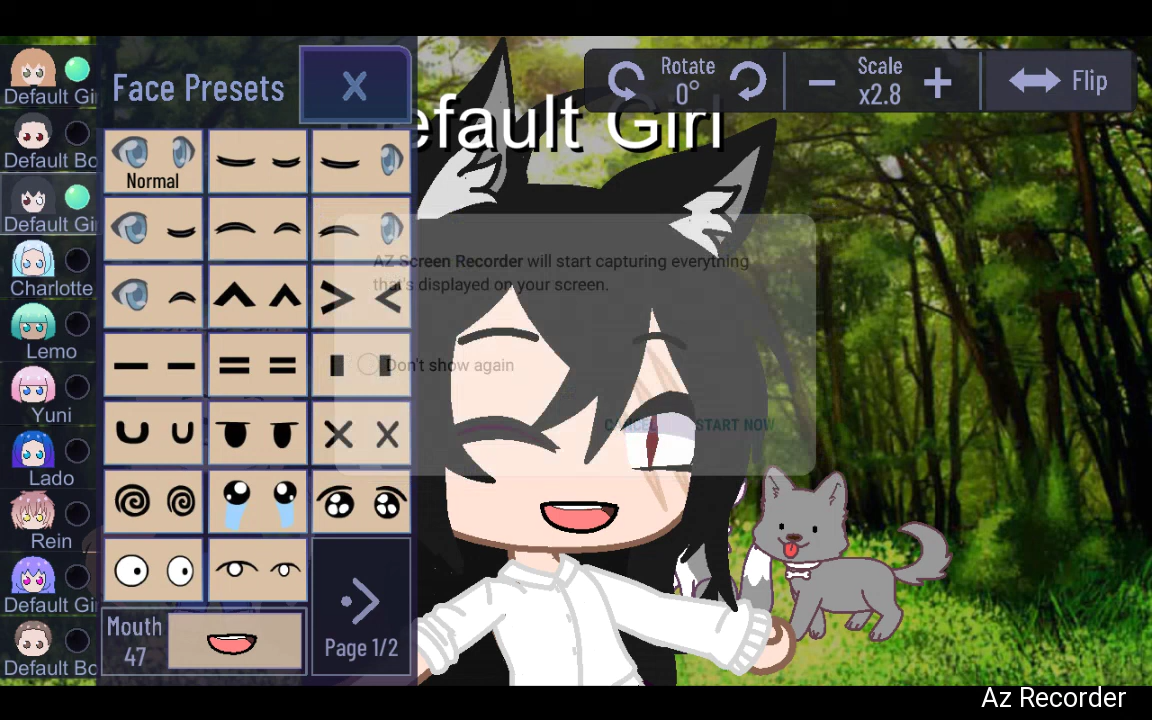 Default Gi
Default Bo
Default Gi
Charlotte
Lemo
Yuni
Lado
Rein
Default Gi
Default Bo
Face Presets
X
Normal
Mouth
47
Page 1/2
efault Girl
Rotate
0°
Scale
x2.8
Flip
AZ Screen Recorder will start capturing everything
that's displayed on your screen.
Don't show again
CANCEL
START NOW
Az Recorder